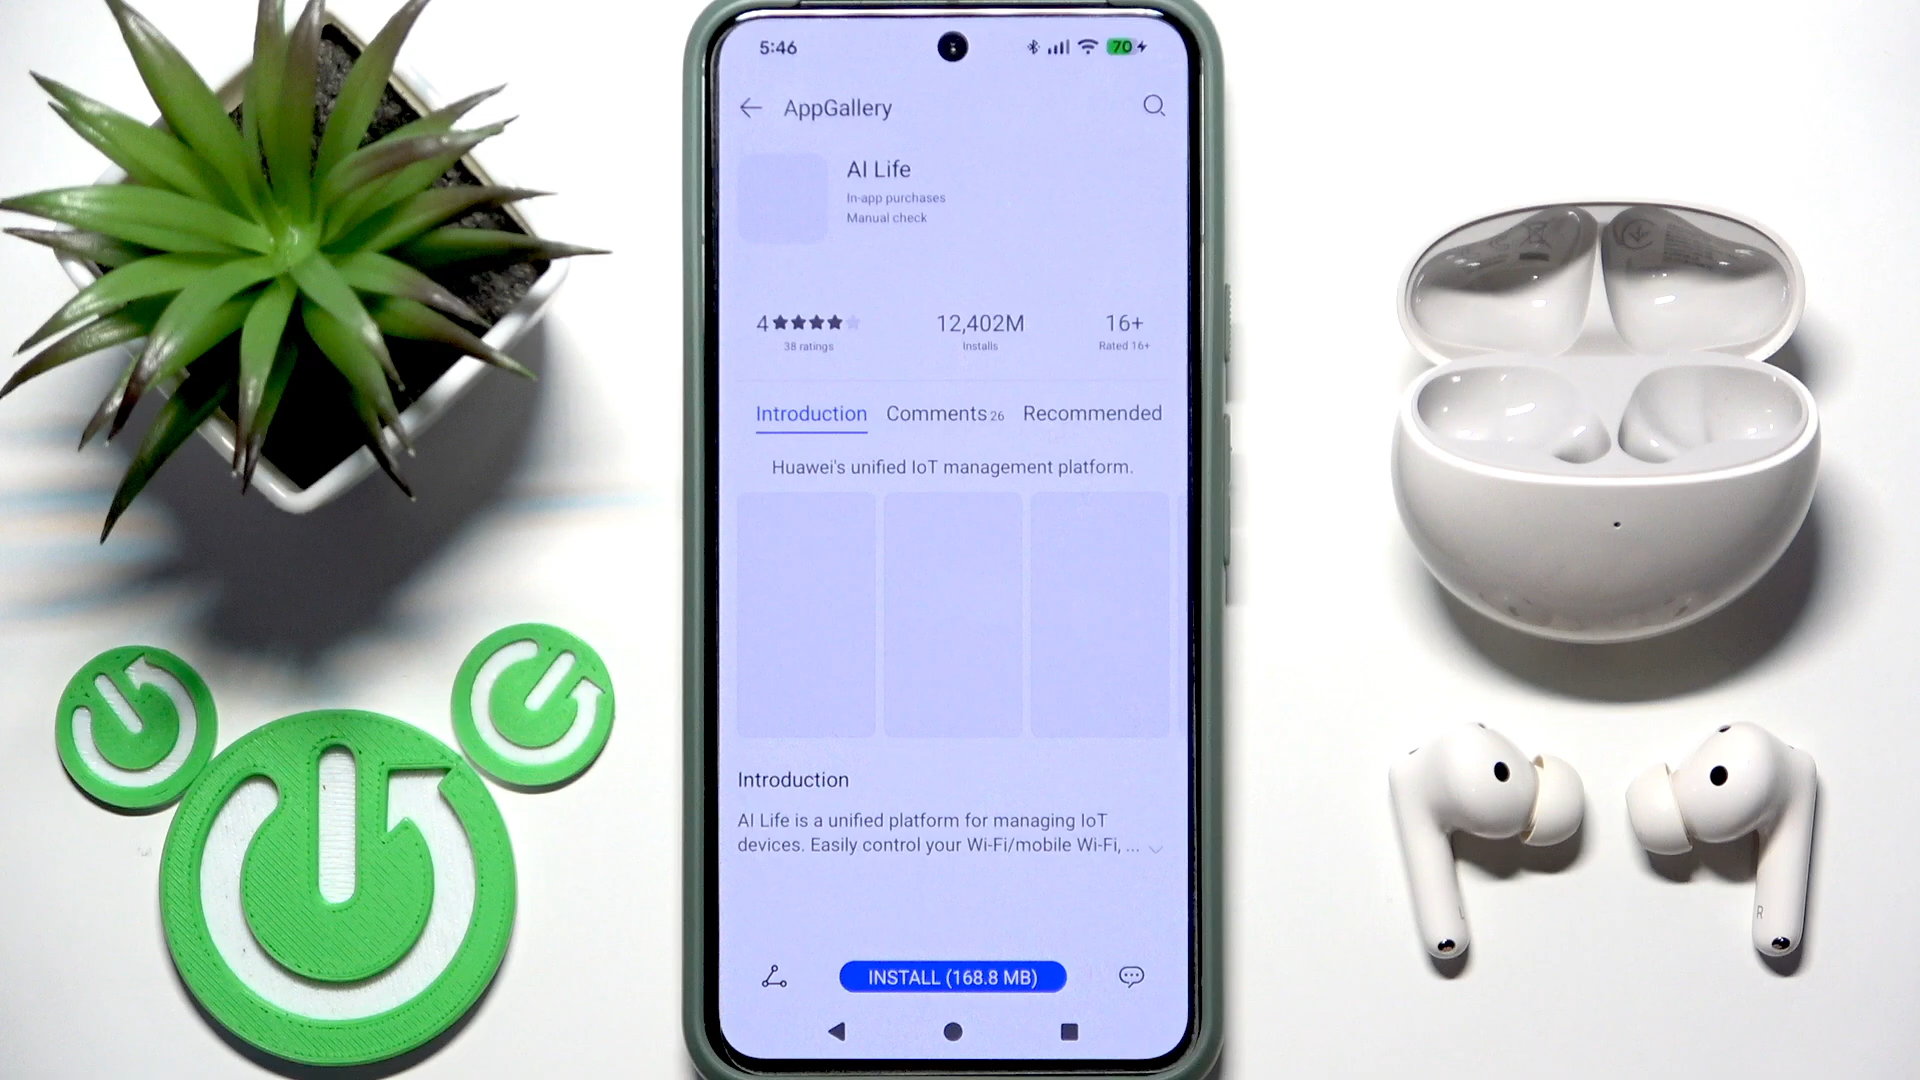 5:46
70
AppGallery
AI Life
In-app purchases
Manual check
4
38 ratings
12,402M
Installs
16+
Rated 16+
Introduction
Comments 26
Recommended
Huawei's unified IoT management platform.
Introduction
AI Life is a unified platform for managing IoT
devices. Easily control your Wi-Fi/mobile Wi-Fi, ...
INSTALL (168.8 MB)
L
R